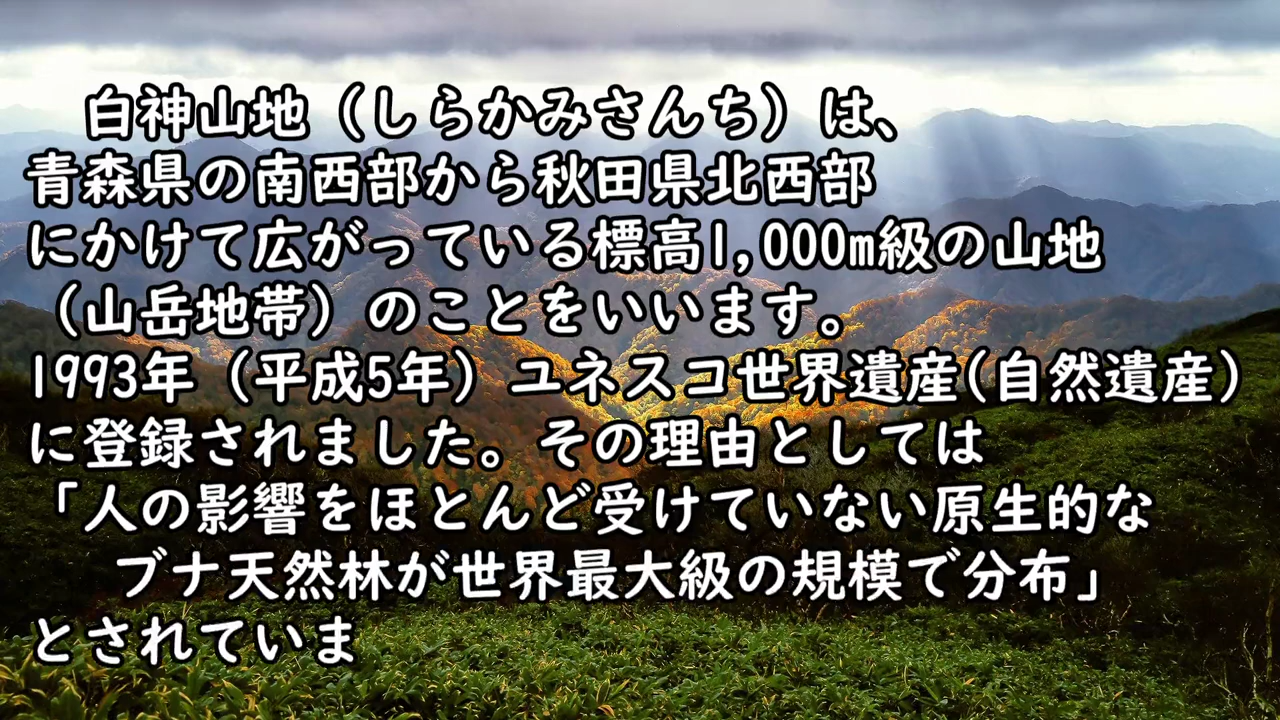 白神山地（しらかみさんち）は、
青森県の南西部から秋田県北西部
にかけて広がっている標高1,000m級の山地
（山岳地帯）のことをいいます。
1993年（平成5年）ユネスコ世界遺産(自然遺産)
に登録されました。その理由としては
「人の影響をほとんど受けていない原生的な
ブナ天然林が世界最大級の規模で分布」
とされていま